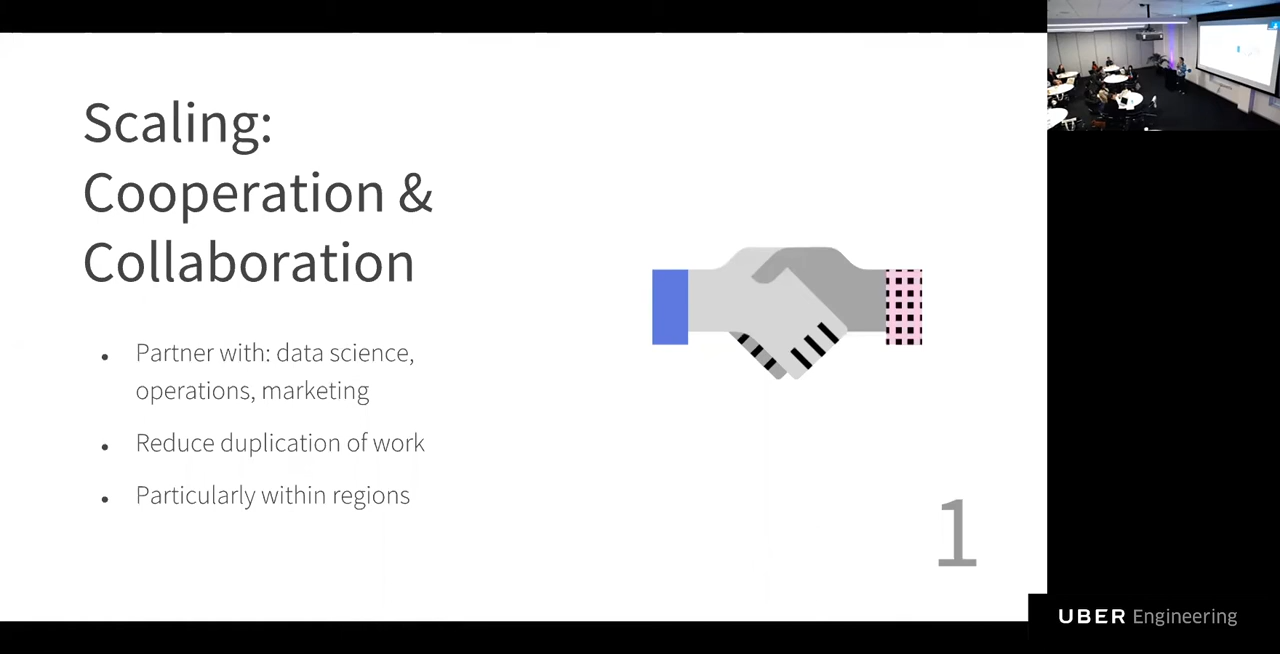 Scaling:
Cooperation &
Collaboration
• Partner with: data science,
operations, marketing
• Reduce duplication of work
• Particularly within regions
1
UBER Engineering